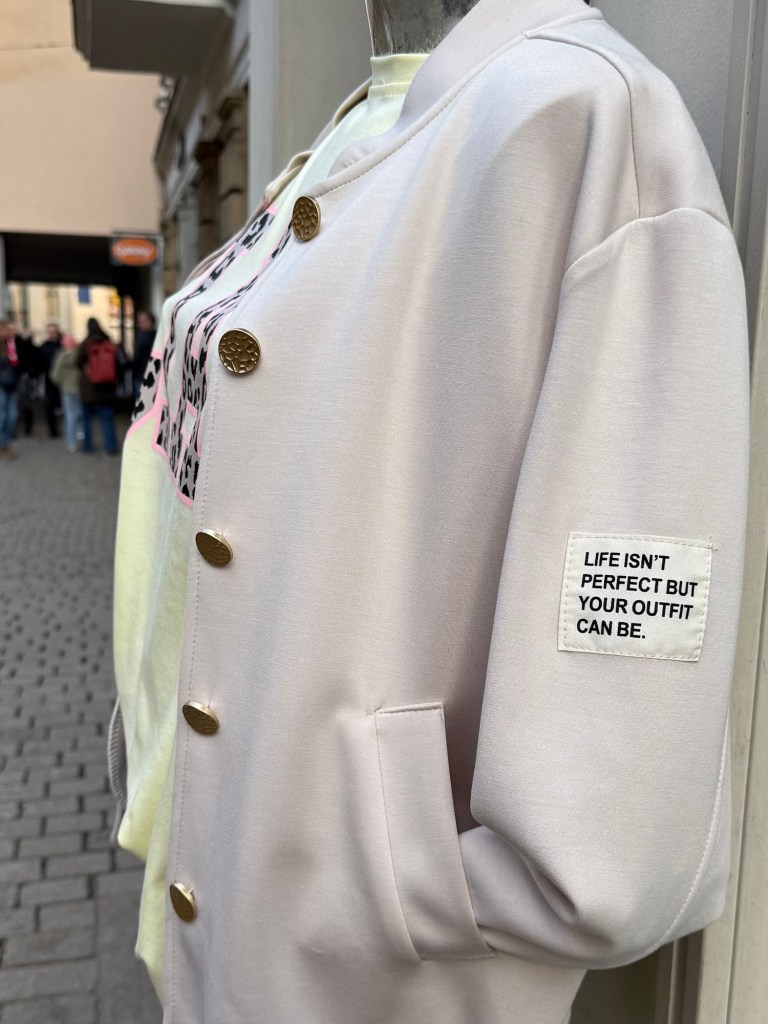 LIFE ISN'T
PERFECT BUT
YOUR OUTFIT
CAN BE.